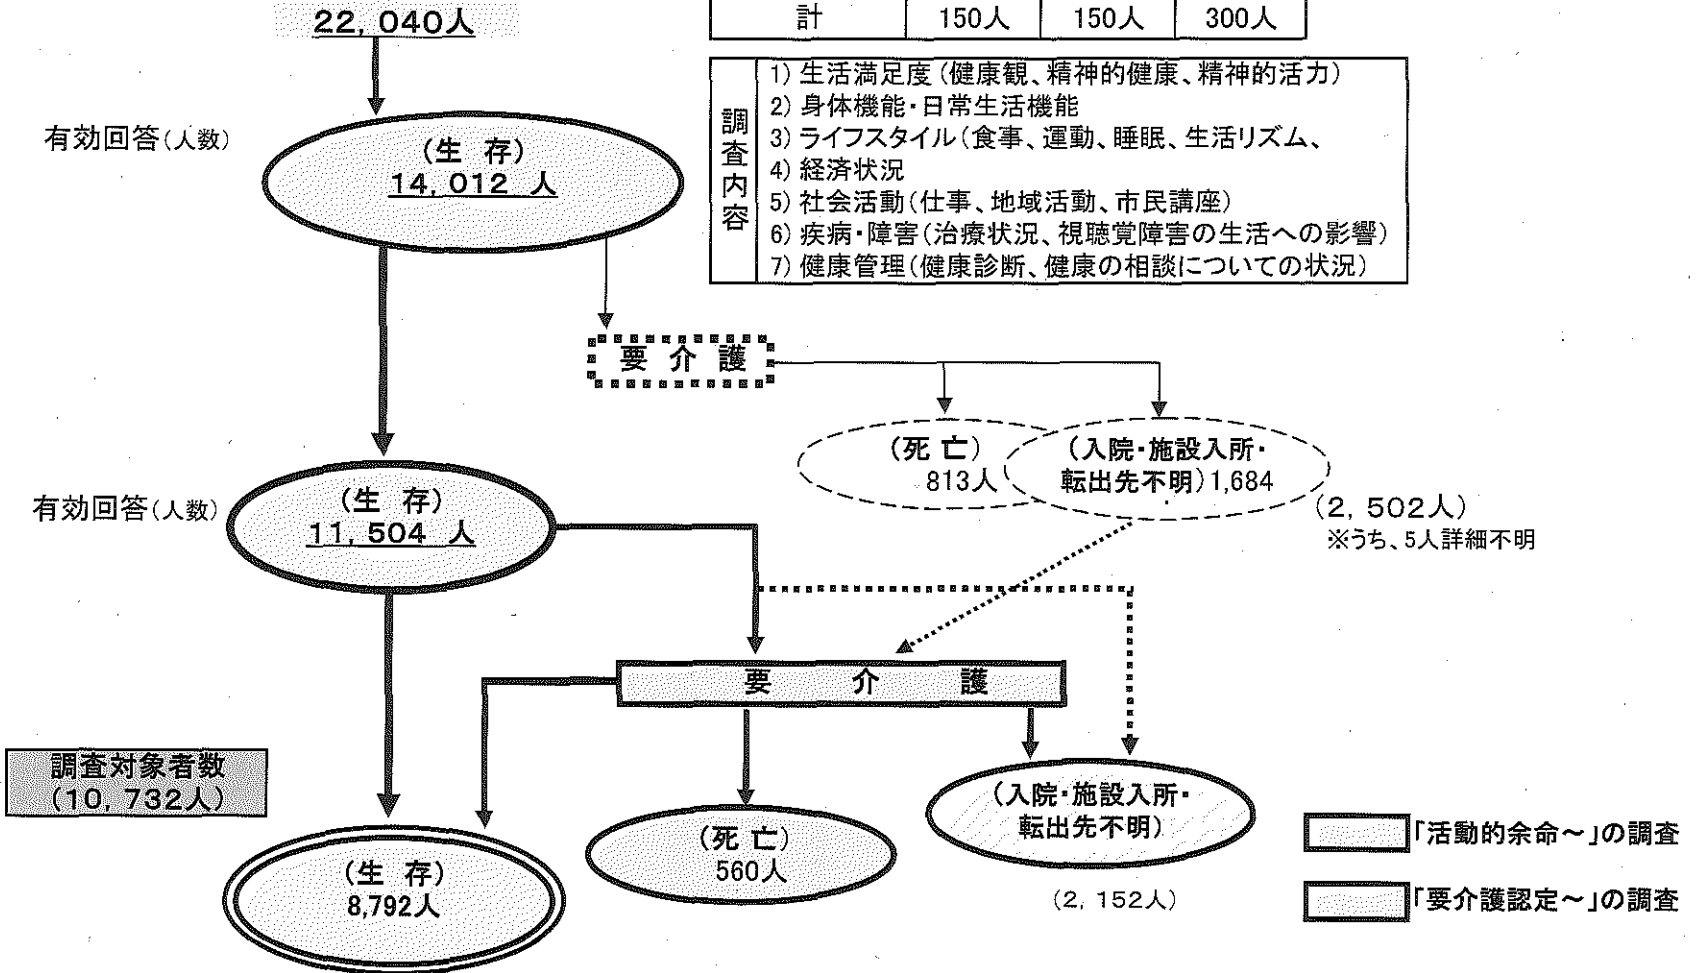 22, 040人
計 150人 150人 300人
調査内容
1) 生活満足度(健康観、精神的健康、精神的活力)
2) 身体機能・日常生活機能
3) ライフスタイル(食事、運動、睡眠、生活リズム、
4) 経済状況
5) 社会活動(仕事、地域活動、市民講座)
6) 疾病・障害(治療状況、視聴覚障害の生活への影響)
7) 健康管理(健康診断、健康の相談についての状況)
有効回答(人数)
(生 存)
14, 012 人
要 介 護
(死 亡)
813人
(入院・施設入所・
転出先不明)1,684
(2, 502人)
※うち、5人詳細不明
有効回答(人数)
(生 存)
11, 504 人
要 介 護
調査対象者数
(10, 732人)
(生 存)
8,792人
(死 亡)
560人
(入院・施設入所・
転出先不明)
(2, 152人)
「活動的余命~」の調査
「要介護認定~」の調査